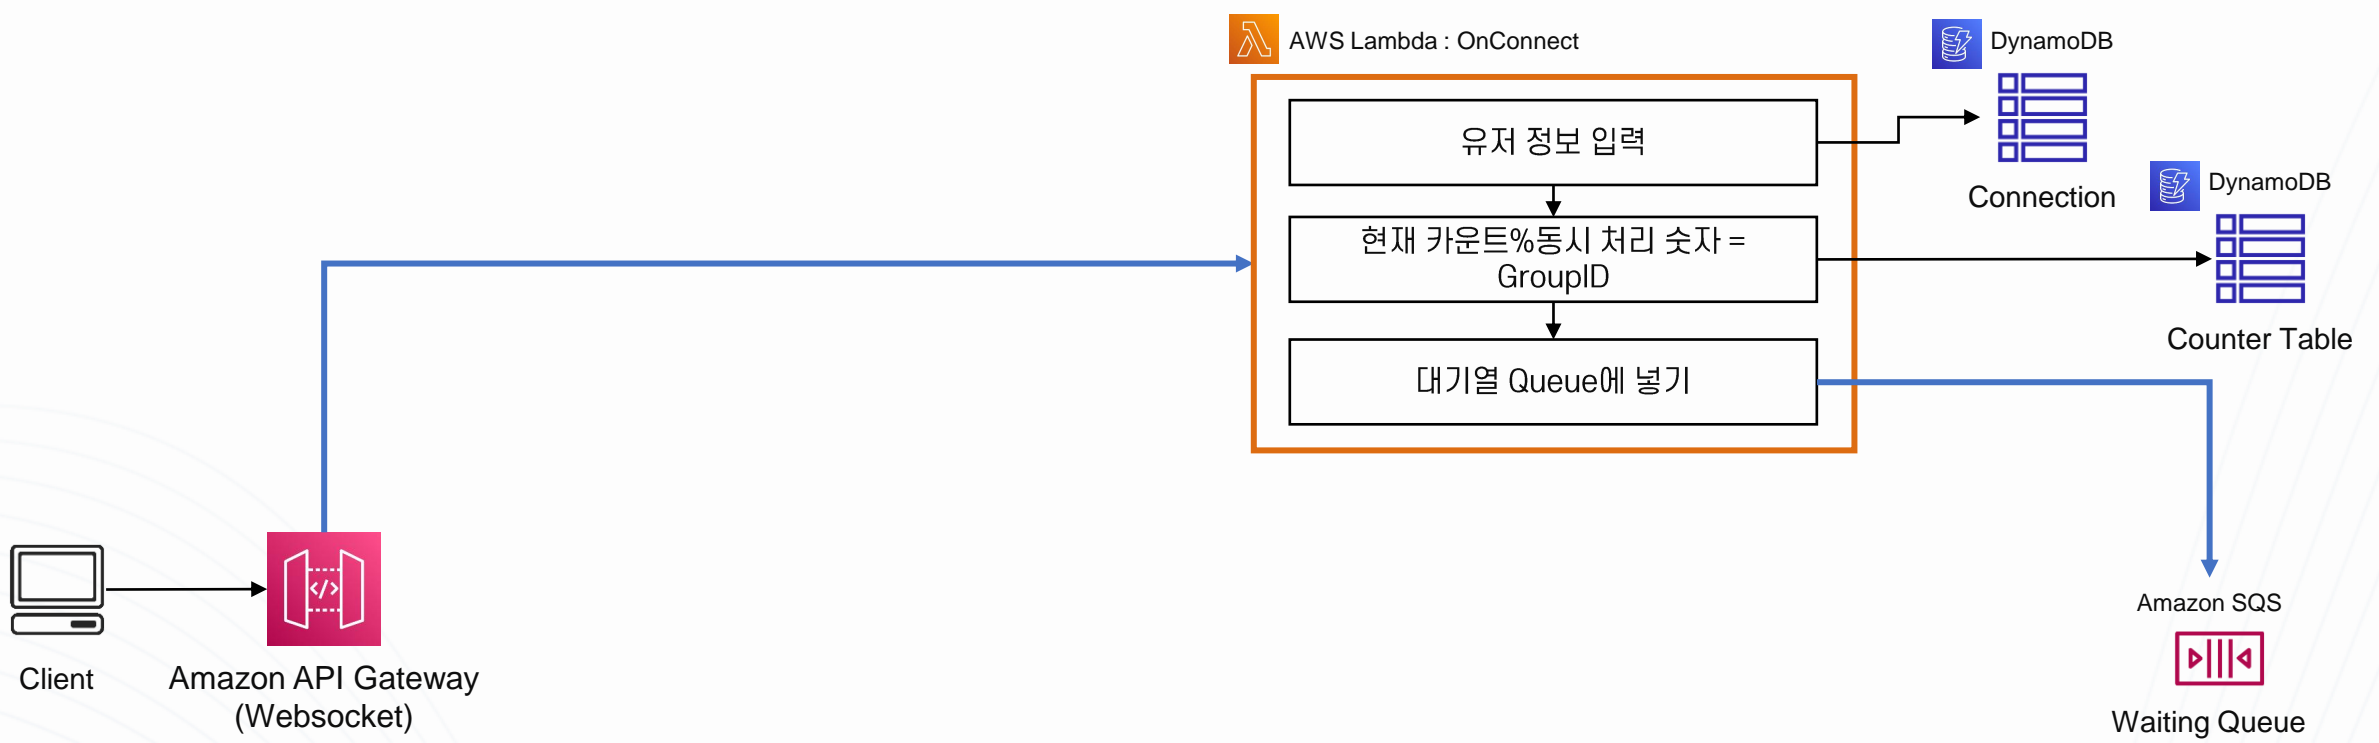 AWS Lambda : OnConnect
DynamoDB
유저 정보 입력
Connection
DynamoDB
현재 카운트%동시 처리 숫자 =
GroupID
Counter Table
대기열 Queue에 넣기
Client
Amazon API Gateway
(Websocket)
Amazon SQS
Waiting Queue